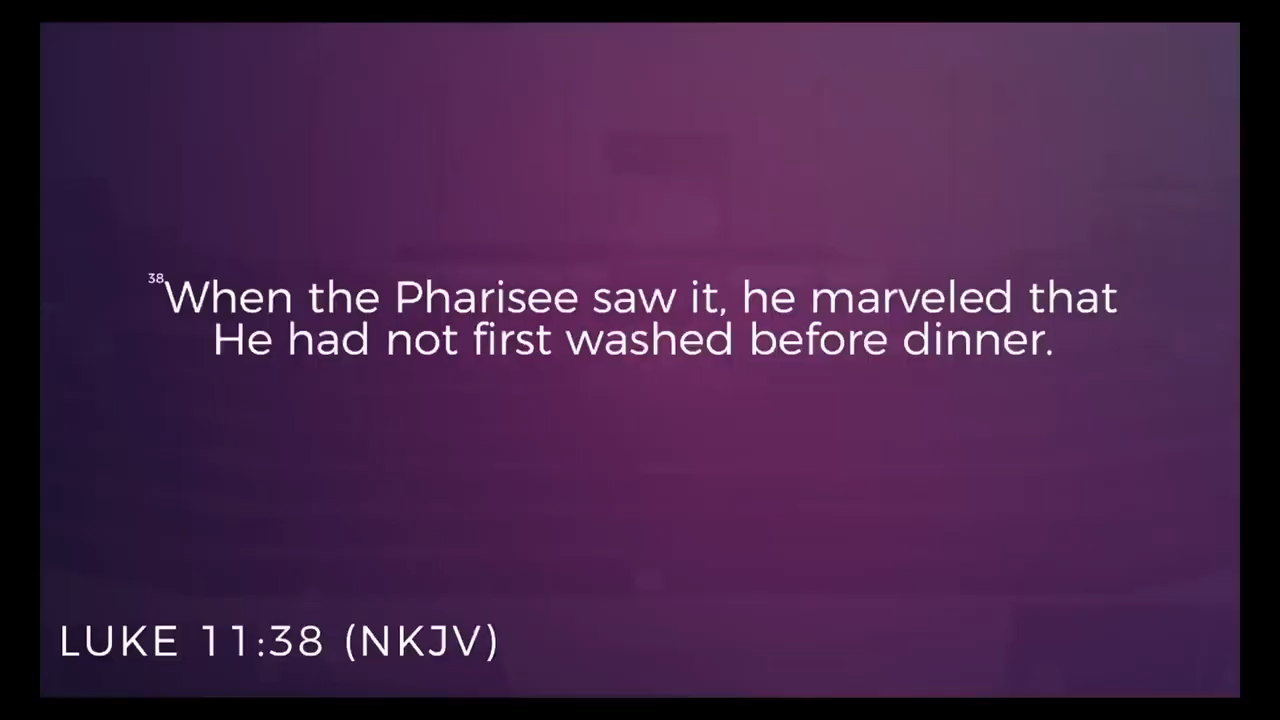 38When the Pharisee saw it, he marveled that
He had not first washed before dinner.
LUKE 11:38 (NKJV)